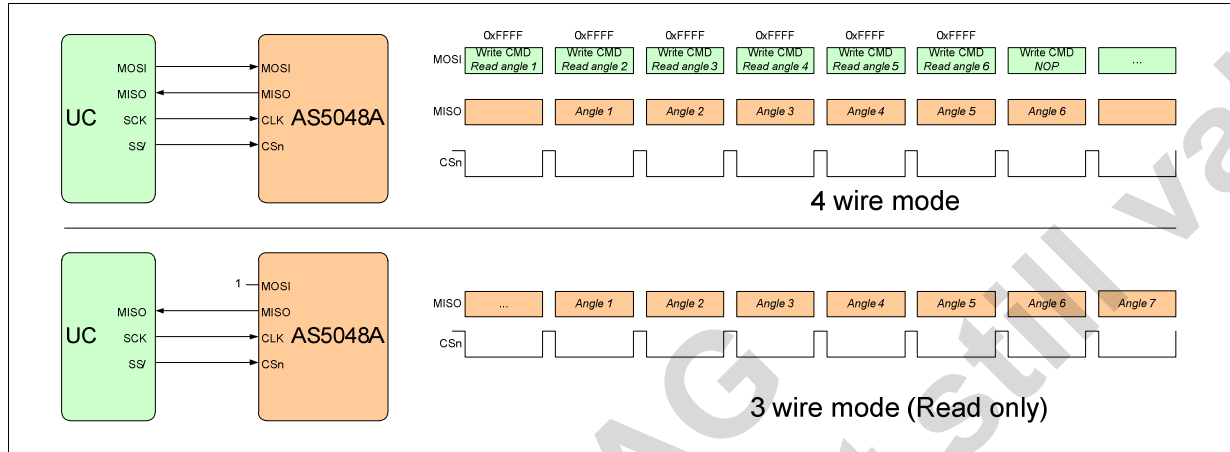 0xFFFF 0xFFFF 0xFFFF 0xFFFF 0xFFFF 0xFFFF
MOSI Write CMD Write CMD Write CMD Write CMD Write CMD Write CMD Write CMD ...
Read angle 1 Read angle 2 Read angle 3 Read angle 4 Read angle 5 Read angle 6 NOP
MOSI MOSI
MISO MISO
UC SCK CLK AS5048A
SS/ CSn
MISO Angle 1 Angle 2 Angle 3 Angle 4 Angle 5 Angle 6
CSn
4 wire mode
1 MOSI
MISO MISO
UC SCK CLK AS5048A
SS/ CSn
MISO ... Angle 1 Angle 2 Angle 3 Angle 4 Angle 5 Angle 6 Angle 7
CSn
3 wire mode (Read only)
AG
still